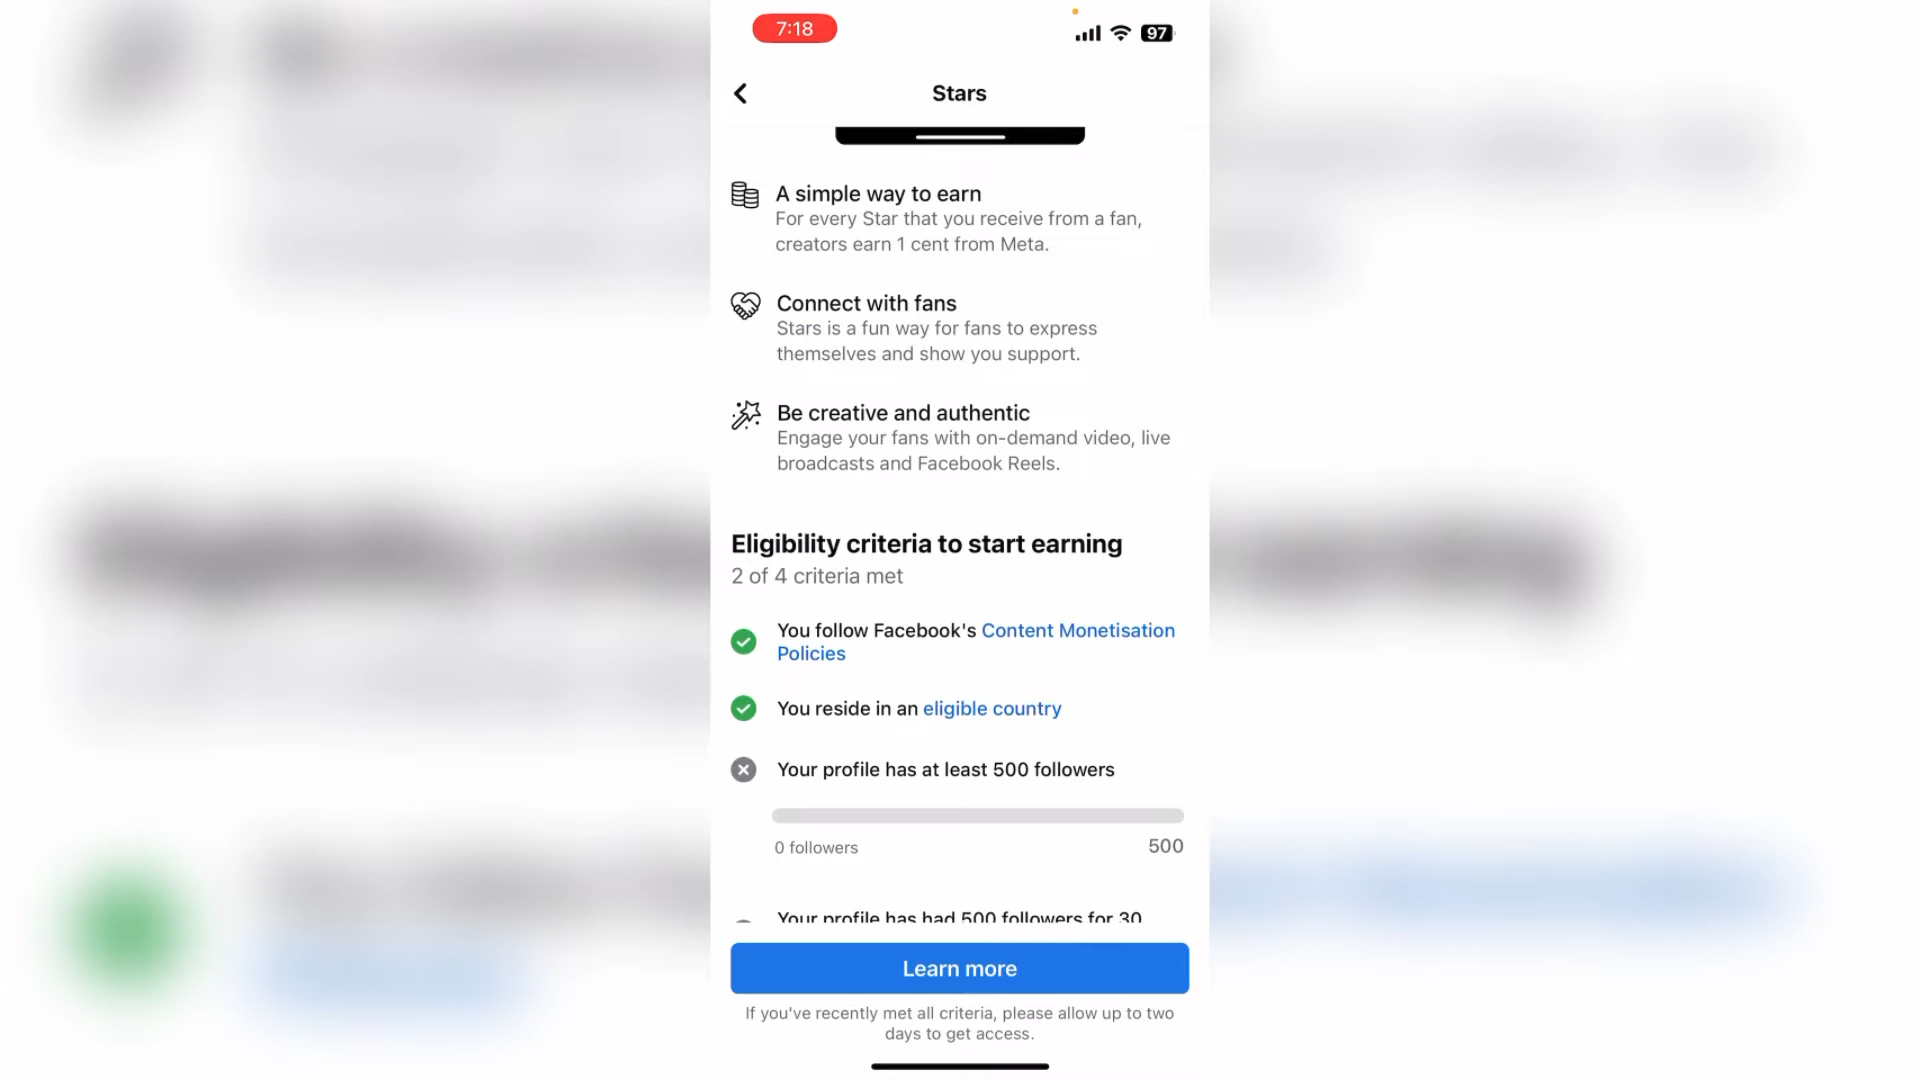 7:18
97
Stars
A simple way to earn
For every Star that you receive from a fan,
creators earn 1 cent from Meta.
Connect with fans
Stars is a fun way for fans to express
themselves and show you support.
Be creative and authentic
Engage your fans with on-demand video, live
broadcasts and Facebook Reels.
Eligibility criteria to start earning
2 of 4 criteria met
You follow Facebook's Content Monetisation
Policies
You reside in an eligible country
Your profile has at least 500 followers
0 followers
500
Your profile has had 500 followers for 30
Learn more
If you've recently met all criteria, please allow up to two
days to get access.